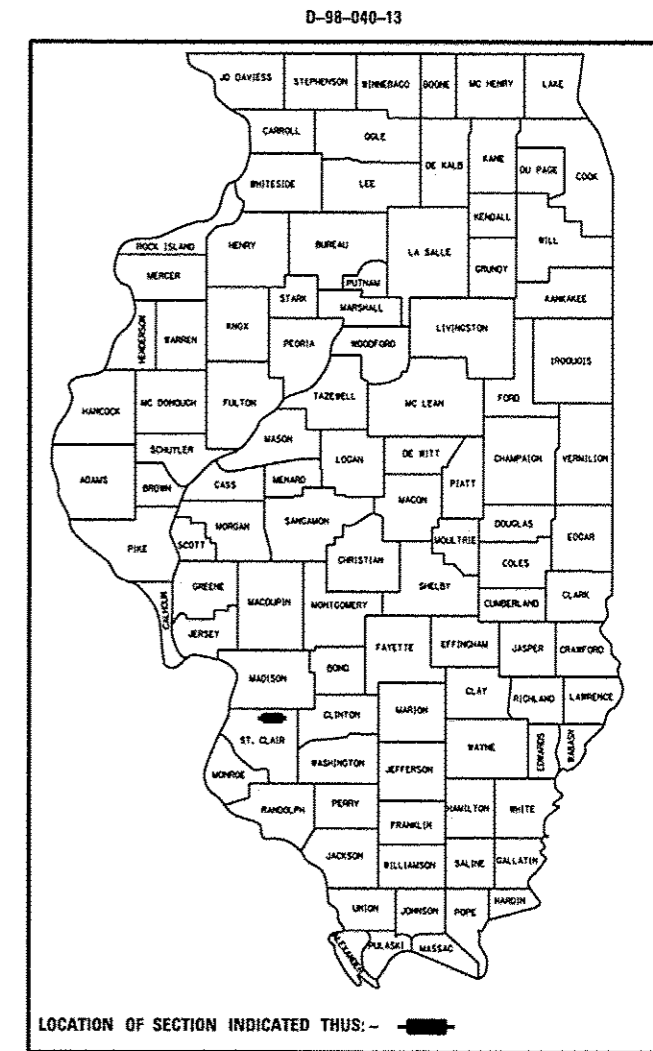 D-98-040-13
JO DAVIESS STEPHENSON WINNEBAGO BOONE MC HENRY LAKE
CARROLL OGLE DE KALB KANE DU PAGE COOK
WHITESIDE LEE
KENDALL WILL
ROCK ISLAND HENRY BUREAU LA SALLE GRUNDY
MERCER PUTNAM KANKAKEE
STARK MARSHALL
HENDERSON WARREN KNOX PEORIA WOODFORD LIVINGSTON IROQUOIS
HANCOCK MC DONOUGH FULTON TAZEWELL MC LEAN FORD
SCHUYLER MASON LOGAN DE WITT CHAMPAIGN VERMILION
ADAMS BROWN CASS MENARD MACON PIATT
PIKE SCOTT MORGAN SANGAMON CHRISTIAN MOULTRIE DOUGLAS EDGAR
COLES
CALHOUN GREENE MACOUPIN MONTGOMERY SHELBY CUMBERLAND CLARK
JERSEY FAYETTE EFFINGHAM JASPER CRAWFORD
MADISON BOND CLAY RICHLAND LAWRENCE
ST. CLAIR CLINTON MARION WAYNE EDWARDS WABASH
MONROE WASHINGTON JEFFERSON
RANDOLPH PERRY FRANKLIN HAMILTON WHITE
JACKSON WILLIAMSON SALINE GALLATIN
UNION JOHNSON POPE HARDIN
ALEXANDER PULASKI MASSAC
LOCATION OF SECTION INDICATED THUS: -